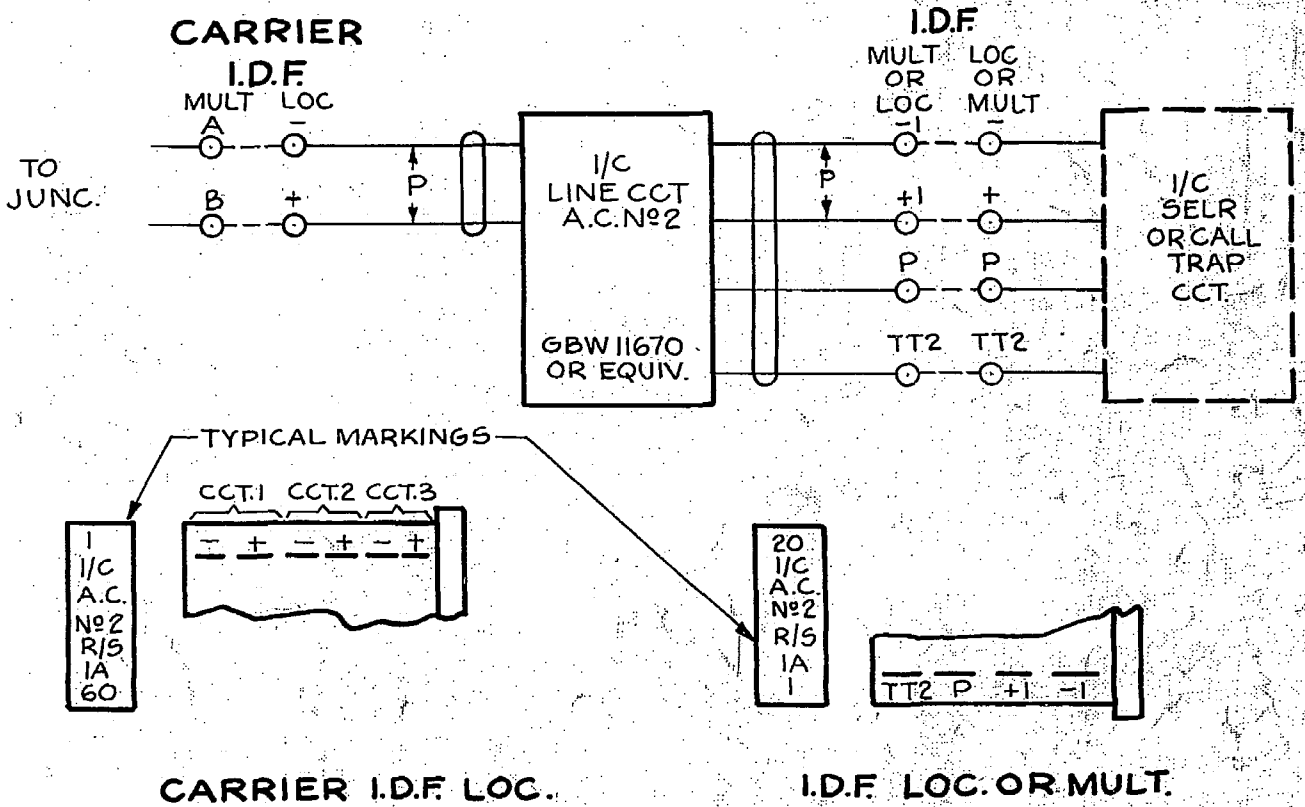 CARRIER
I.D.F.
MULT LOC
A -
B +
TO
JUNC.
P
I/C
LINE CCT
A.C. Nº2
GBW 11670
OR EQUIV.
P
I.D.F.
MULT
OR
LOC
LOC
OR
MULT
-1 -
+1 +
P P
TT2 TT2
I/C
SELR
OR CALL
TRAP
CCT.
TYPICAL MARKINGS
CCT.1 CCT.2 CCT.3
- + - + - +
1
I/C
A.C.
Nº2
R/S
1A
60
20
I/C
A.C.
Nº2
R/S
1A
1
TT2 P +1 -1
CARRIER I.D.F. LOC.
I.D.F. LOC. OR MULT.